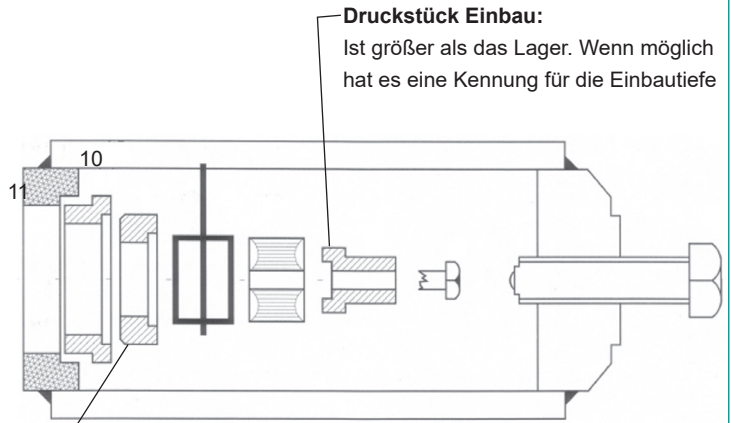 Druckstück Einbau:
Ist größer als das Lager. Wenn möglich
hat es eine Kennung für die Einbautiefe
10
11